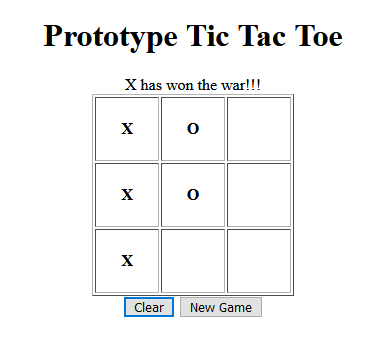 Prototype Tic Tac Toe
X has won the war!!!
X O
X O
X
Clear New Game